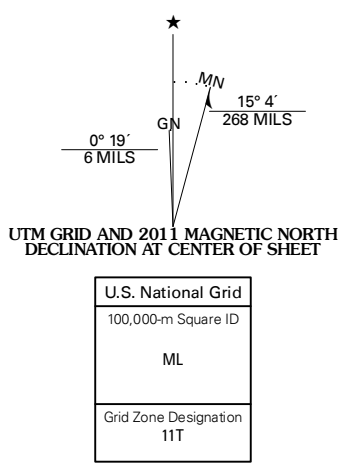 MN
15° 4´
268 MILS
GN
0° 19´
6 MILS
UTM GRID AND 2011 MAGNETIC NORTH
DECLINATION AT CENTER OF SHEET
U.S. National Grid
100,000-m Square ID
ML
Grid Zone Designation
11T